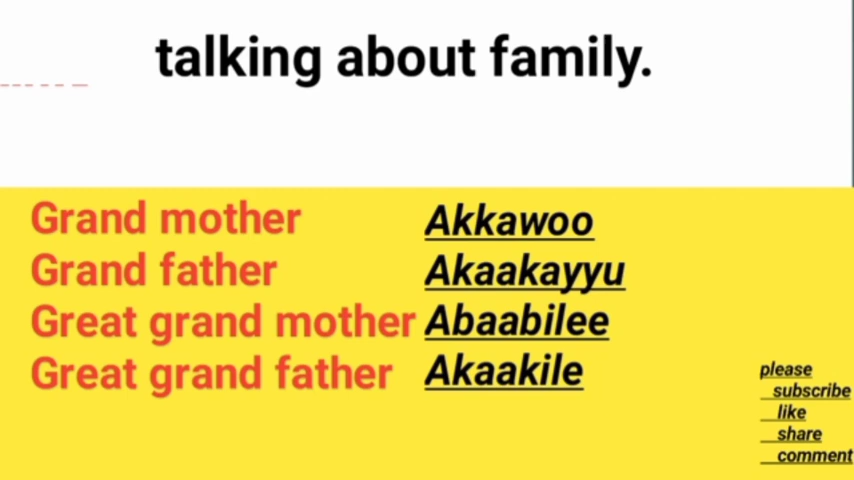 talking about family.
Grand mother Akkawoo
Grand father Akaakayyu
Great grand mother Abaabilee
Great grand father Akaakile
please
subscribe
like
share
comment